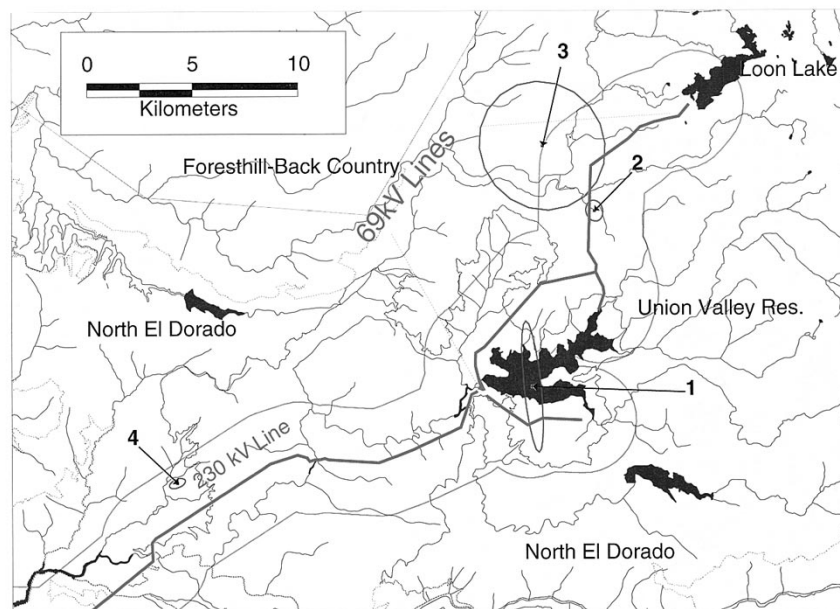 0 5 10
Kilometers
3
Loon Lake
Foresthill-Back Country
69kV Lines
2
Union Valley Res.
North El Dorado
1
4
230 kV Line
North El Dorado